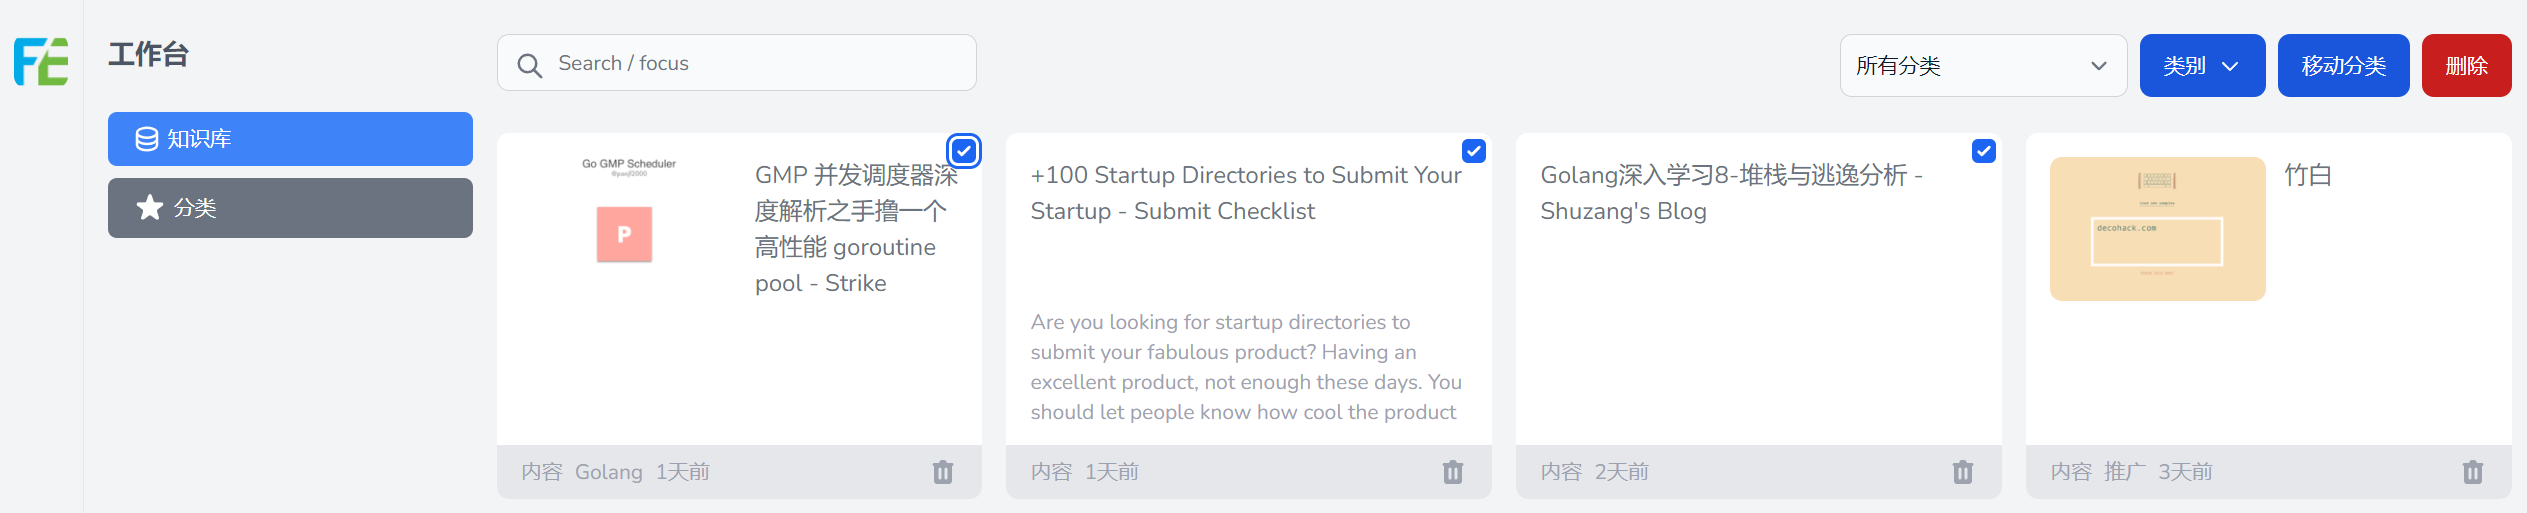 FE
工作台
Search / focus
所有分类
类别
移动分类
删除
知识库
分类
Go GMP Scheduler
@panjf2000
P
GMP 并发调度器深
度解析之手撸一个
高性能 goroutine
pool - Strike
内容 Golang 1天前
+100 Startup Directories to Submit Your
Startup - Submit Checklist
Are you looking for startup directories to
submit your fabulous product? Having an
excellent product, not enough these days. You
should let people know how cool the product
内容 1天前
Golang深入学习8-堆栈与逃逸分析 -
Shuzang's Blog
内容 2天前
decohack.com
竹白
内容 推广 3天前